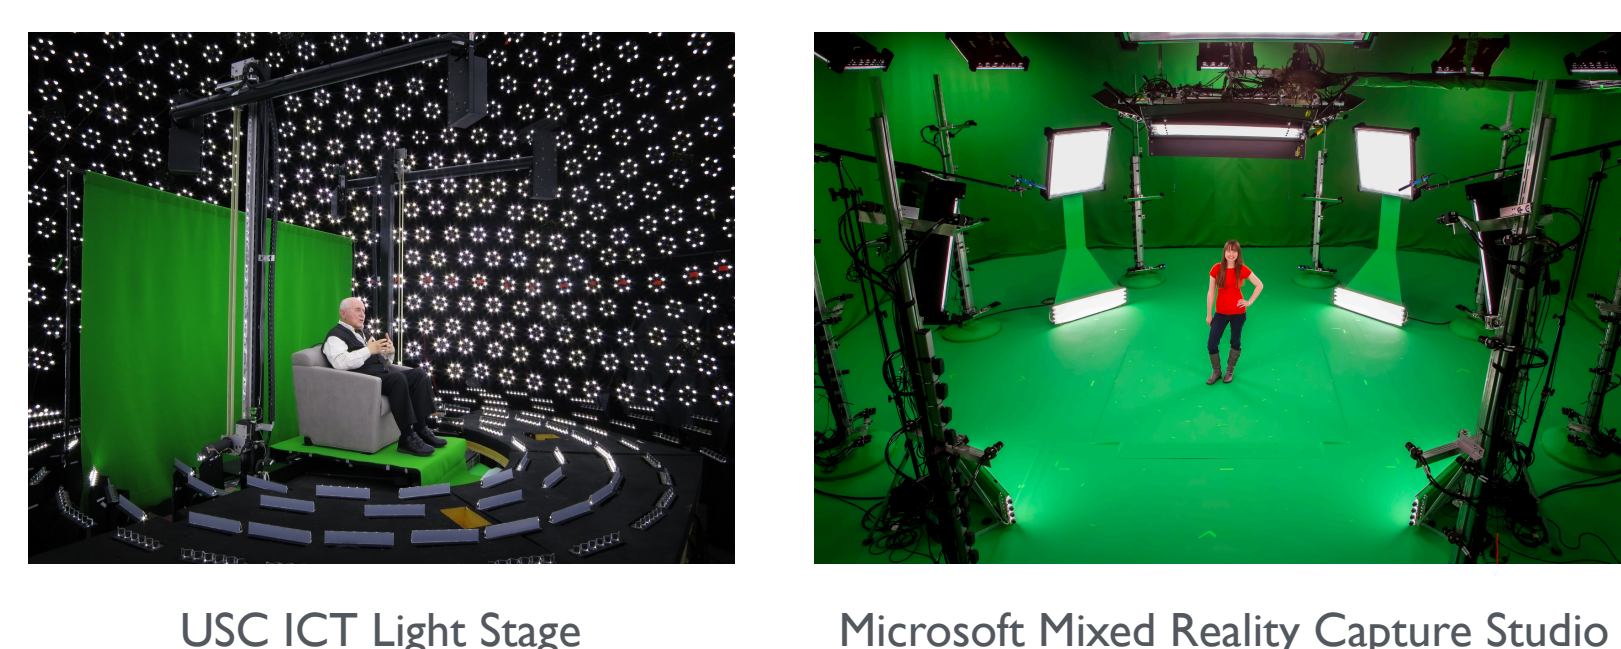 USC ICT Light Stage
Microsoft Mixed Reality Capture Studio